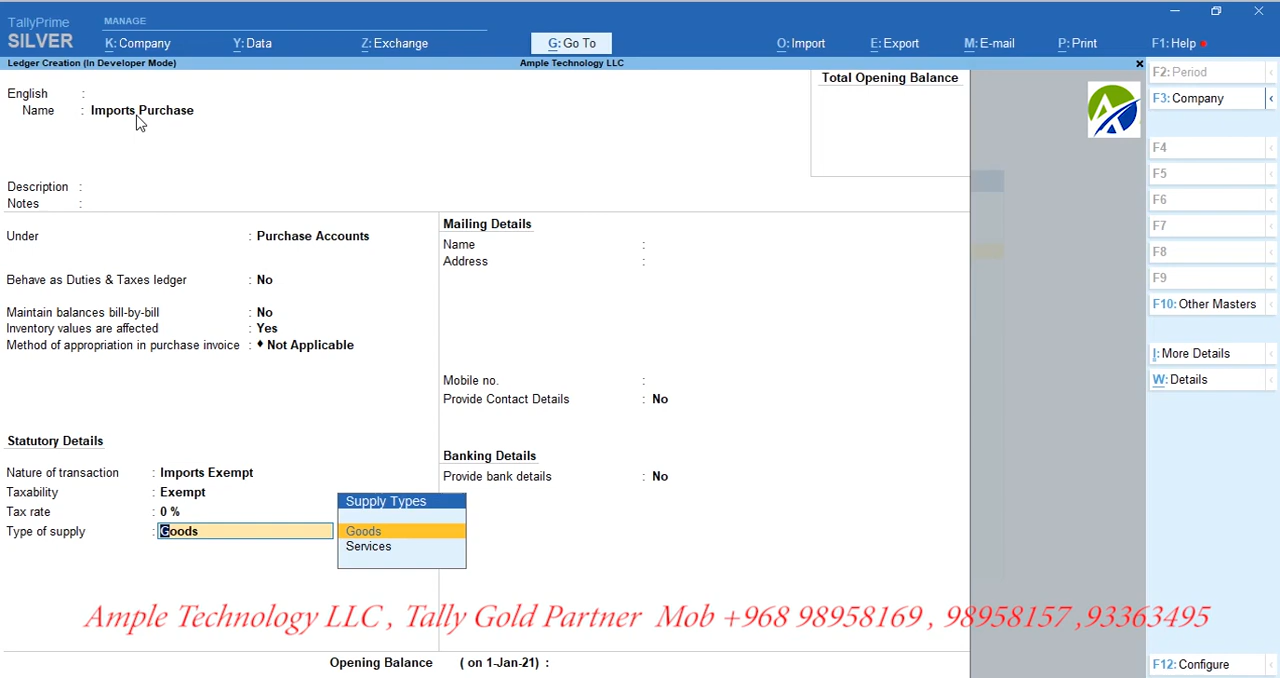 TallyPrime
SILVER
MANAGE
K: Company
Y: Data
Z: Exchange
G: Go To
O: Import
E: Export
M: E-mail
P: Print
F1: Help
Ledger Creation (In Developer Mode)
Ample Technology LLC
×
English :
Name : Imports Purchase
Total Opening Balance
Description :
Notes :
Under : Purchase Accounts
Behave as Duties & Taxes ledger : No
Maintain balances bill-by-bill : No
Inventory values are affected : Yes
Method of appropriation in purchase invoice : ♦ Not Applicable
Statutory Details
Nature of transaction : Imports Exempt
Taxability : Exempt
Tax rate : 0 %
Type of supply : Goods
Supply Types
Goods
Services
Mailing Details
Name :
Address :
Mobile no. :
Provide Contact Details : No
Banking Details
Provide bank details : No
Ample Technology LLC , Tally Gold Partner Mob +968 98958169 , 98958157 ,93363495
Opening Balance ( on 1-Jan-21) :
F2: Period
F3: Company
F4
F5
F6
F7
F8
F9
F10: Other Masters
I: More Details
W: Details
F12: Configure